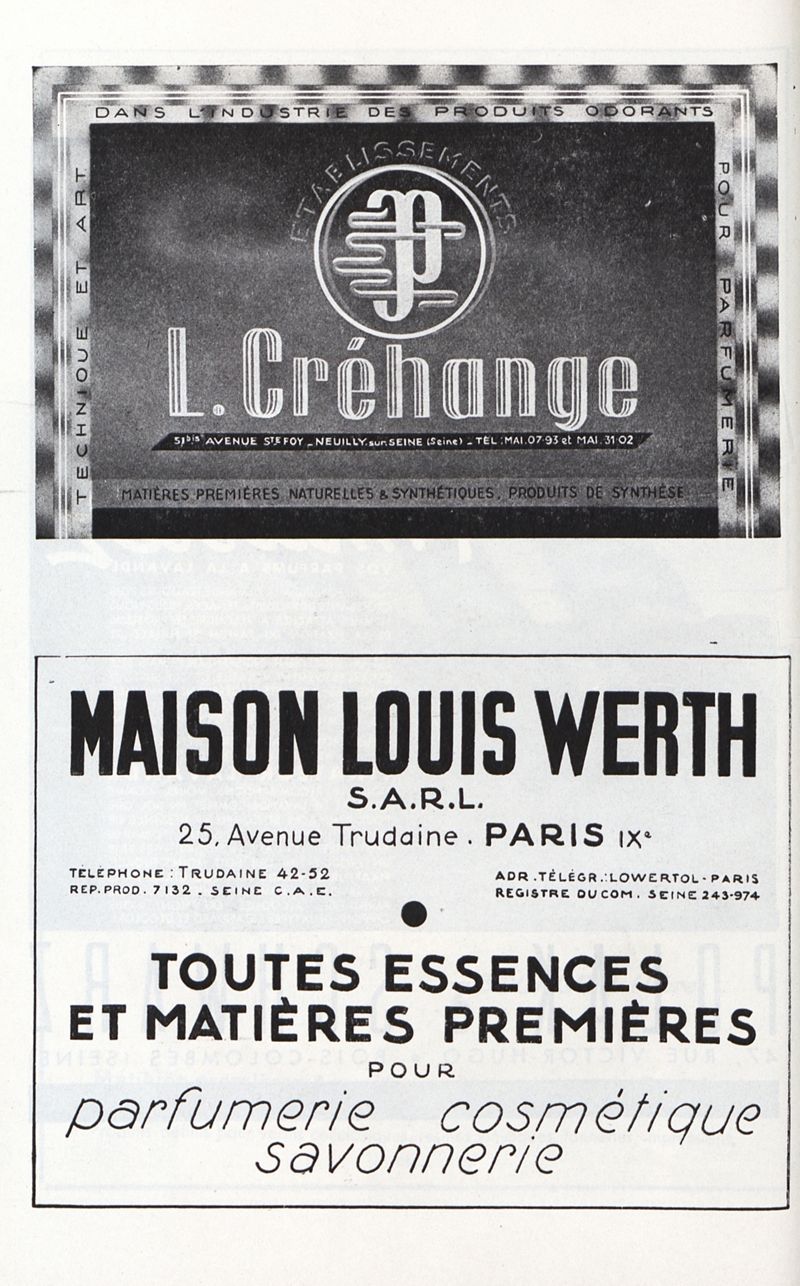 DANS L'INDUSTRIE DES PRODUITS ODORANTS
TECHNIQUE ET ART
POUR PARFUMERIE
ETABLISSEMENTS
P
L. Créhange
51bis AVENUE STE FOY _ NEUILLY.sur.SEINE (Seine) _ TÉL : MAI. 07-93 et MAI. 31-02
MATIÈRES PREMIÈRES NATURELLES & SYNTHÉTIQUES, PRODUITS DE SYNTHÈSE
MAISON LOUIS WERTH
S.A.R.L.
25, Avenue Trudaine . PARIS IXe
TÉLÉPHONE : TRUDAINE 42-52
REP. PROD. 7132 . SEINE C.A.E.
ADR. TÉLÉGR. : LOWERTOL - PARIS
REGISTRE DU COM. SEINE 243-974
TOUTES ESSENCES
ET MATIÈRES PREMIÈRES
POUR
parfumerie cosmétique
savonnerie